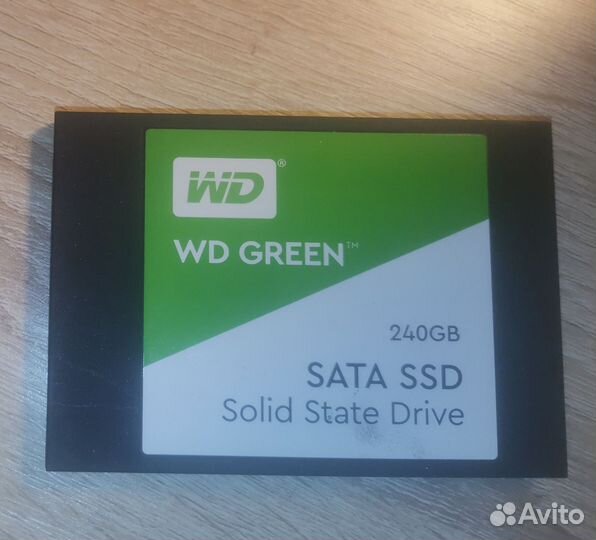 WD®
WD GREEN™
240GB
SATA SSD
Solid State Drive
Avito